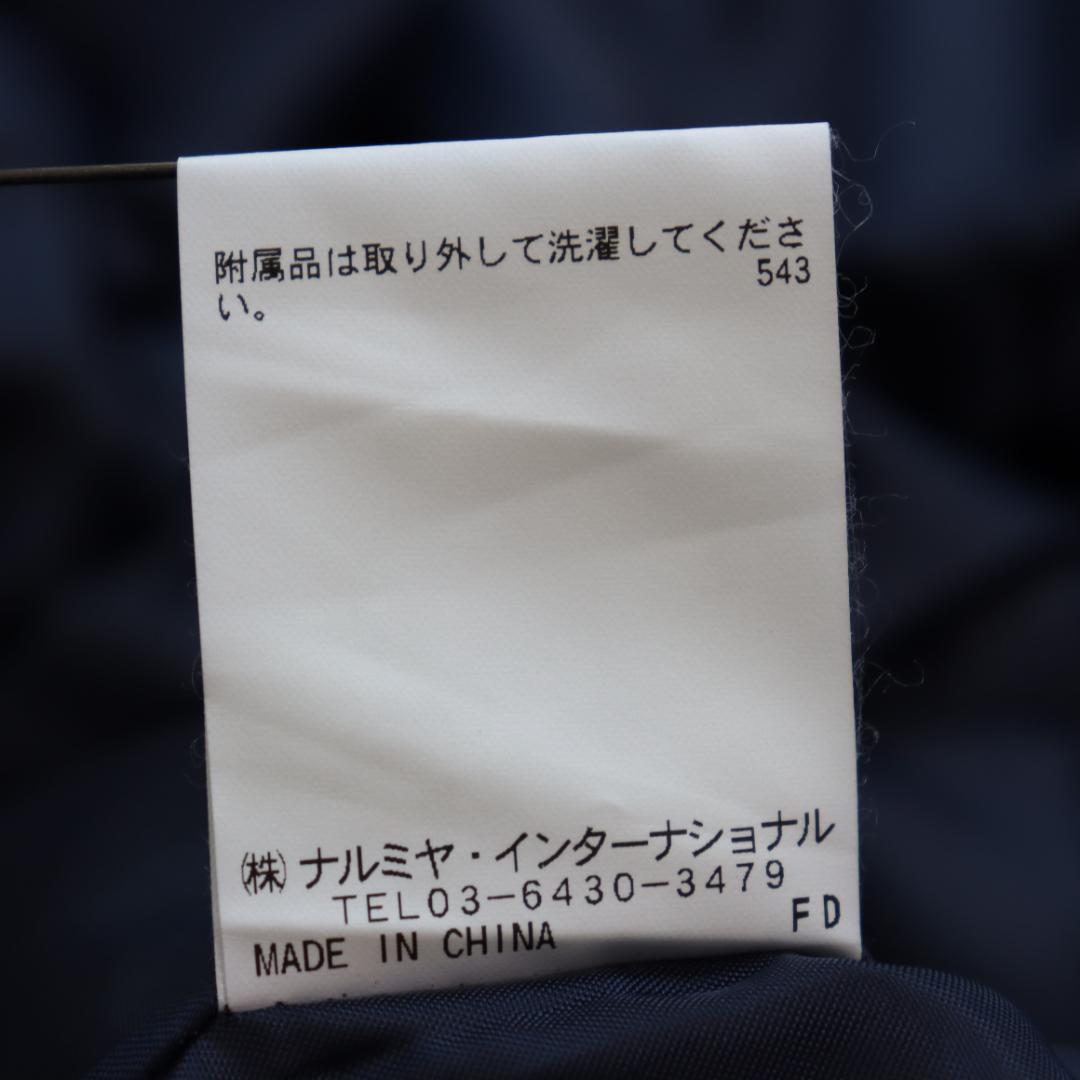 附属品は取り外して洗濯してくださ
543
い。
㈱ ナルミヤ・インターナショナル
TEL03-6430-3479
FD
MADE IN CHINA